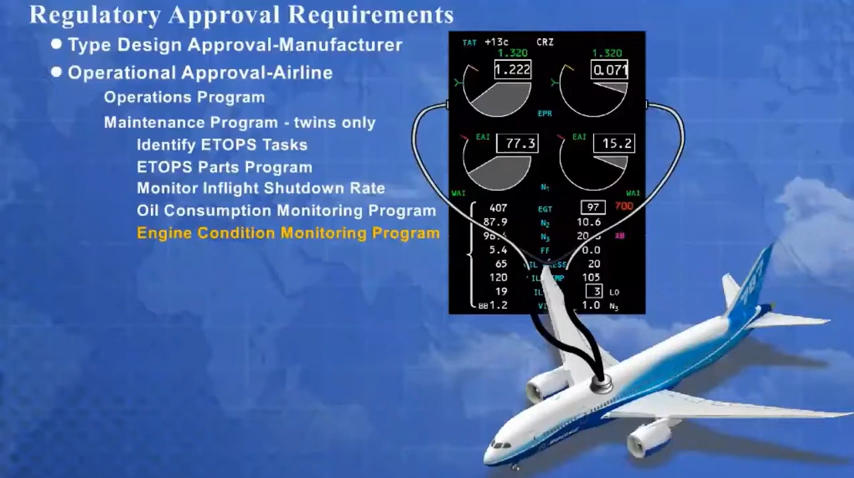 Regulatory Approval Requirements
Type Design Approval-Manufacturer
Operational Approval-Airline
Operations Program
Maintenance Program - twins only
Identify ETOPS Tasks
ETOPS Parts Program
Monitor Inflight Shutdown Rate
Oil Consumption Monitoring Program
Engine Condition Monitoring Program
TAT +13c CRZ
1.320 1.320
1.222 0.071
EPR
EAI 77.3 EAI 15.2
WAI N1 WAI
407 EGT 97 700
87.9 N2 10.6
N3 XB
5.4 FF 0.0
65 20
120 105
19 3 LO
BB 1.2 1.0 N3
787